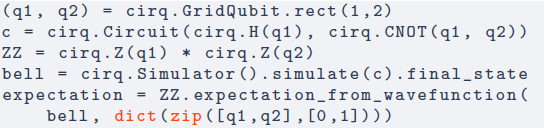 (q1, q2) = cirq.GridQubit.rect(1,2)
c = cirq.Circuit(cirq.H(q1), cirq.CNOT(q1, q2))
ZZ = cirq.Z(q1) * cirq.Z(q2)
bell = cirq.Simulator().simulate(c).final_state
expectation = ZZ.expectation_from_wavefunction(
    bell, dict(zip([q1,q2],[0,1])))